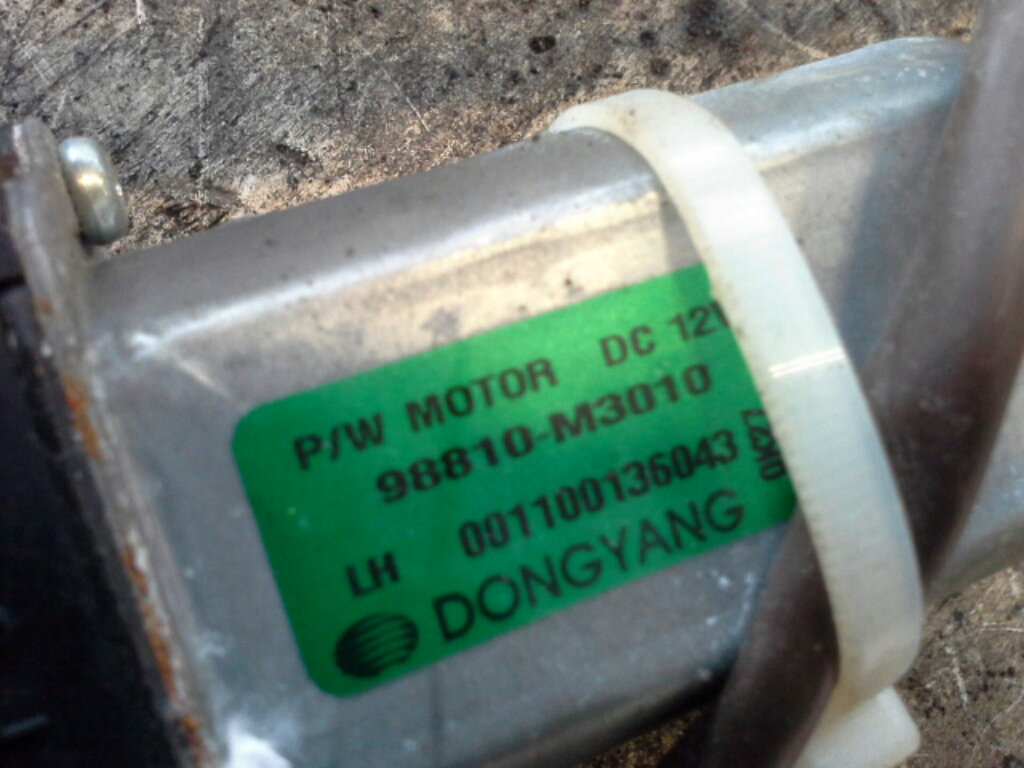 P/W MOTOR DC 12V
98810-M3010
LH 001100136043
DONGYANG